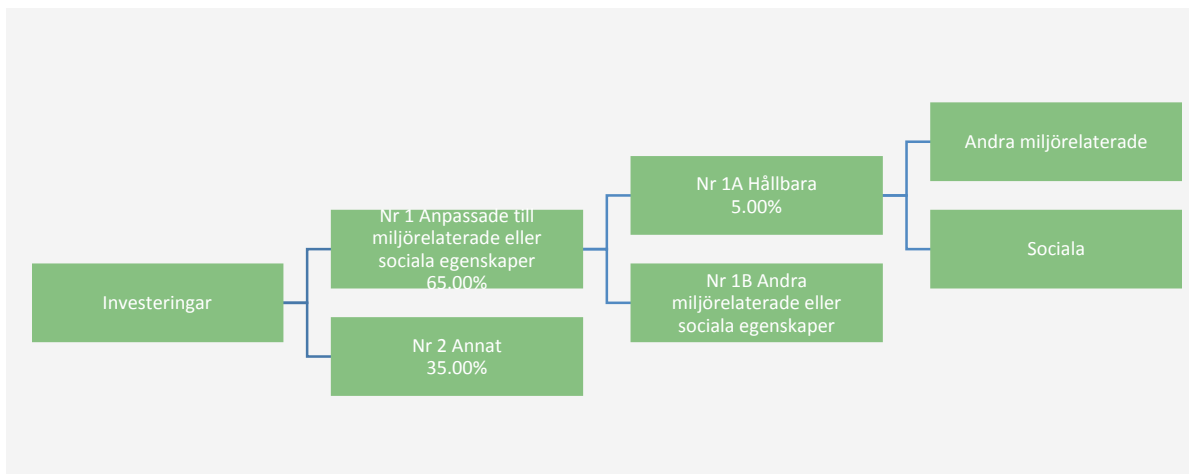 Investeringar
Nr 1 Anpassade till
miljörelaterade eller
sociala egenskaper
65.00%
Nr 2 Annat
35.00%
Nr 1A Hållbara
5.00%
Nr 1B Andra
miljörelaterade eller
sociala egenskaper
Andra miljörelaterade
Sociala